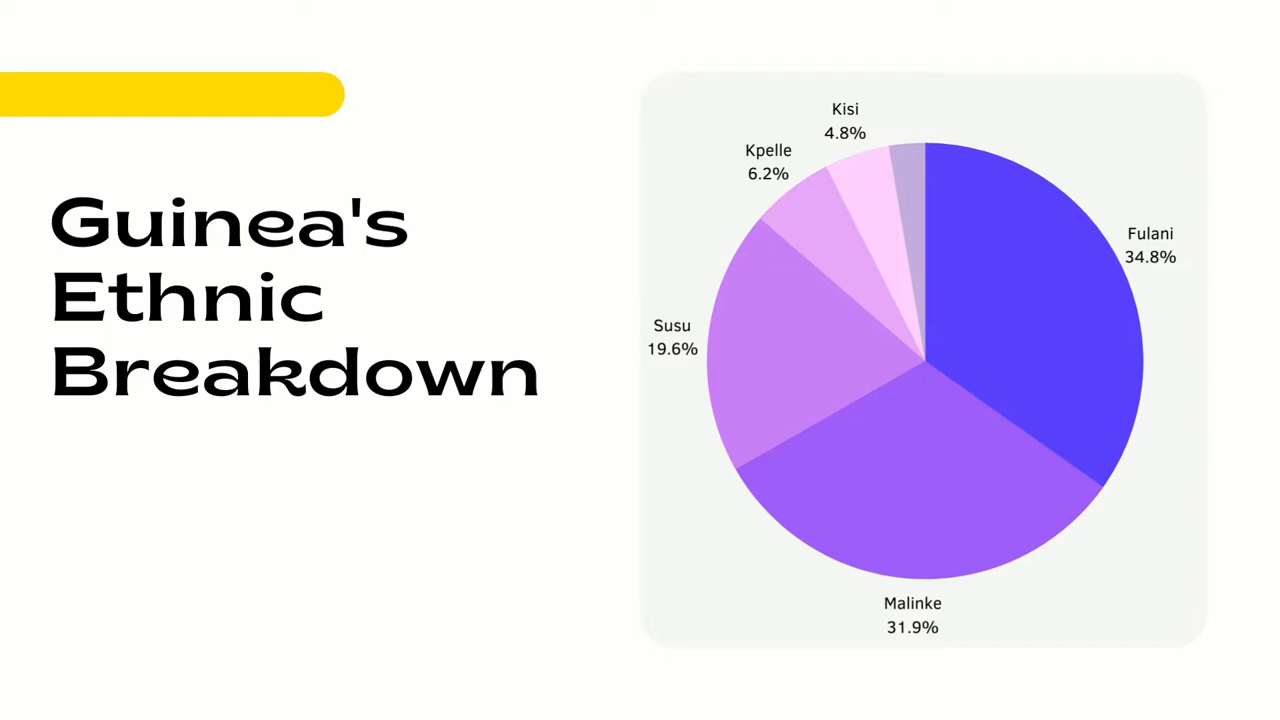 Guinea's
Ethnic
Breakdown
Kisi
4.8%
Kpelle
6.2%
Fulani
34.8%
Susu
19.6%
Malinke
31.9%